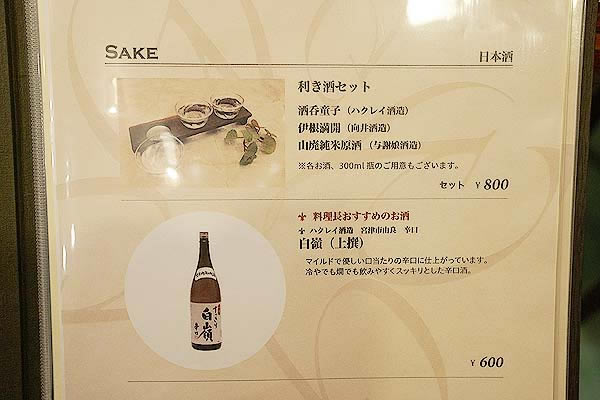 SAKE
日本酒
利き酒セット
酒呑童子（ハクレイ酒造）
伊根満開（向井酒造）
山廃純米原酒（与謝娘酒造）
※各お酒、300ml 瓶のご用意もございます。
セット ￥800
料理長おすすめのお酒
ハクレイ酒造 宮津市由良 辛口
白嶺（上撰）
マイルドで優しい口当たりの辛口に仕上がっています。
冷やでも燗でも飲みやすくスッキリとした辛口酒。
白嶺
辛口
￥600